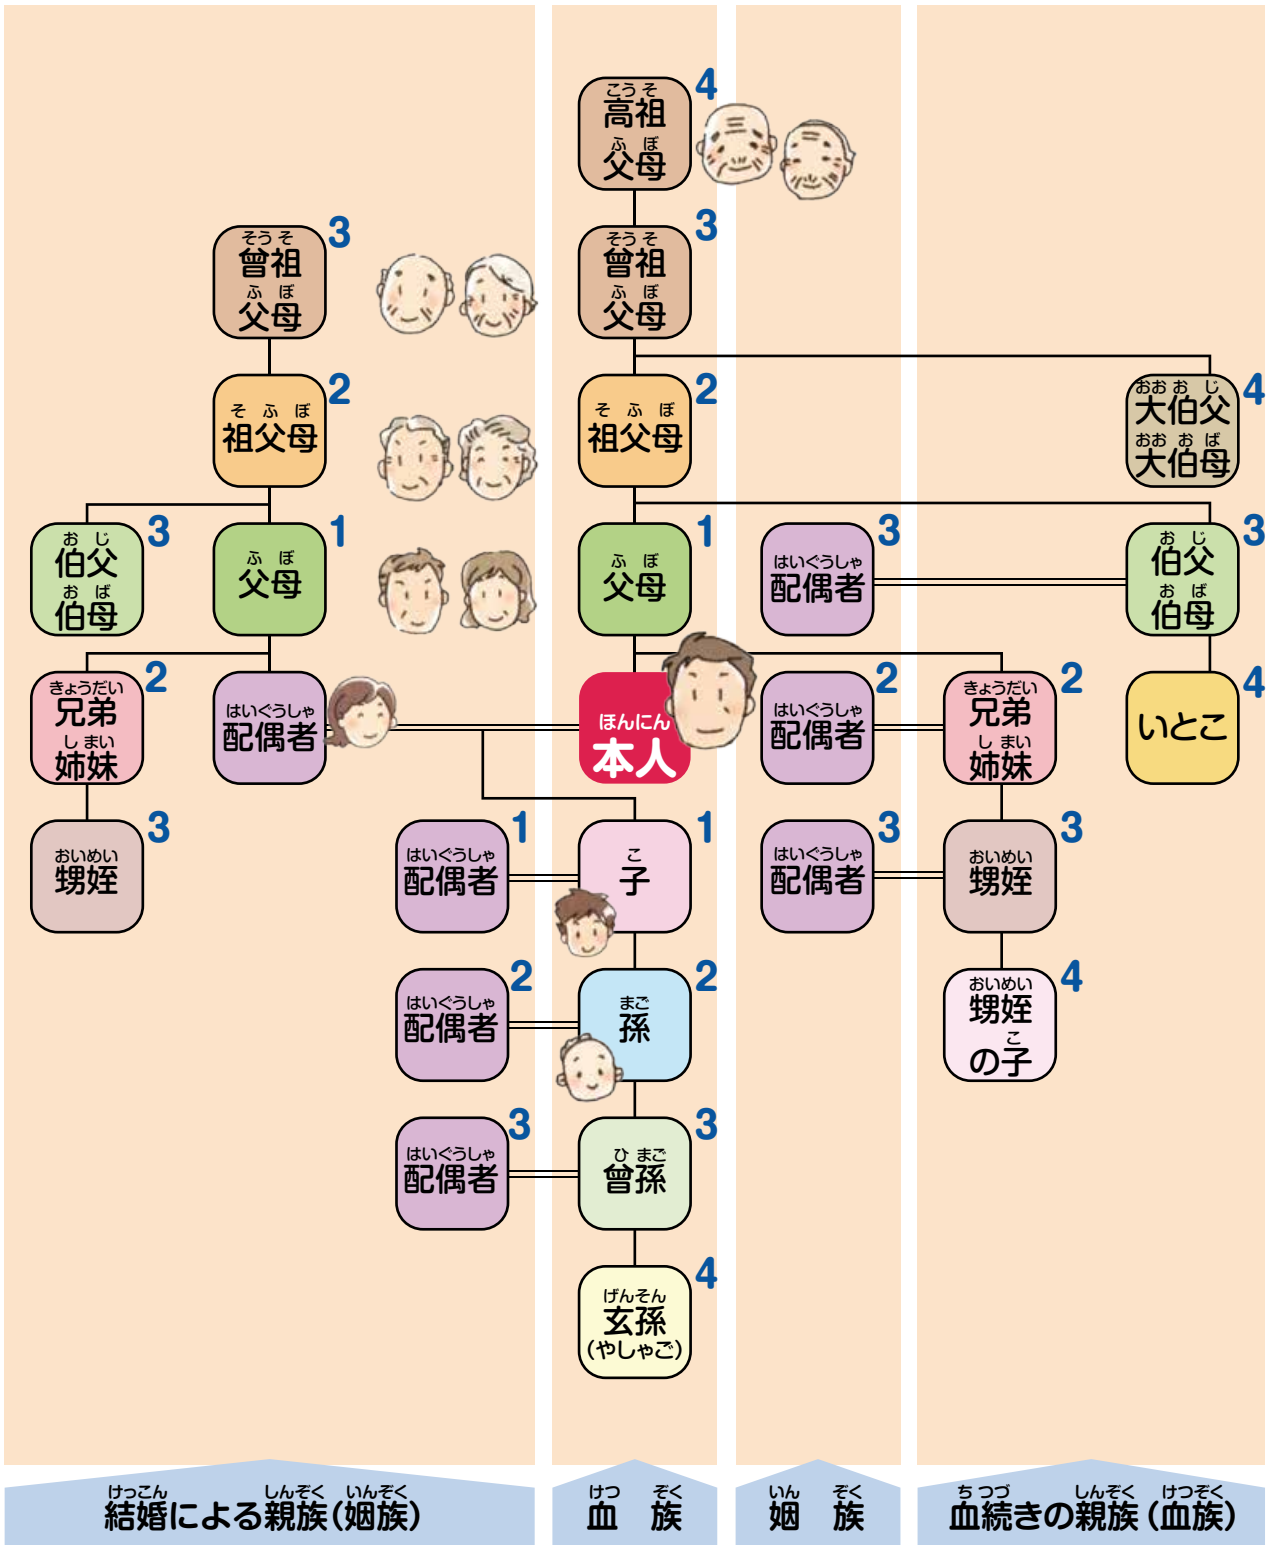 4
こうそ
高祖
ふぼ
父母
3
そうそ
曾祖
ふぼ
父母
3
そうそ
曾祖
ふぼ
父母
2
そふぼ
祖父母
2
そふぼ
祖父母
4
おおおじ
大伯父
おおおば
大伯母
3
おじ
伯父
おば
伯母
1
ふぼ
父母
1
ふぼ
父母
3
はいぐうしゃ
配偶者
3
おじ
伯父
おば
伯母
2
きょうだい
兄弟
しまい
姉妹
はいぐうしゃ
配偶者
ほんにん
本人
2
はいぐうしゃ
配偶者
2
きょうだい
兄弟
しまい
姉妹
4
いとこ
3
おいめい
甥姪
1
はいぐうしゃ
配偶者
1
こ
子
3
はいぐうしゃ
配偶者
3
おいめい
甥姪
2
はいぐうしゃ
配偶者
2
まご
孫
4
おいめい
甥姪
こ
の子
3
はいぐうしゃ
配偶者
3
ひまご
曾孫
4
げんそん
玄孫
(やしゃご)
けっこん しんぞく いんぞく
結婚による親族(姻族)
けつ ぞく
血 族
いん ぞく
姻 族
ちつづ しんぞく けつぞく
血続きの親族(血族)